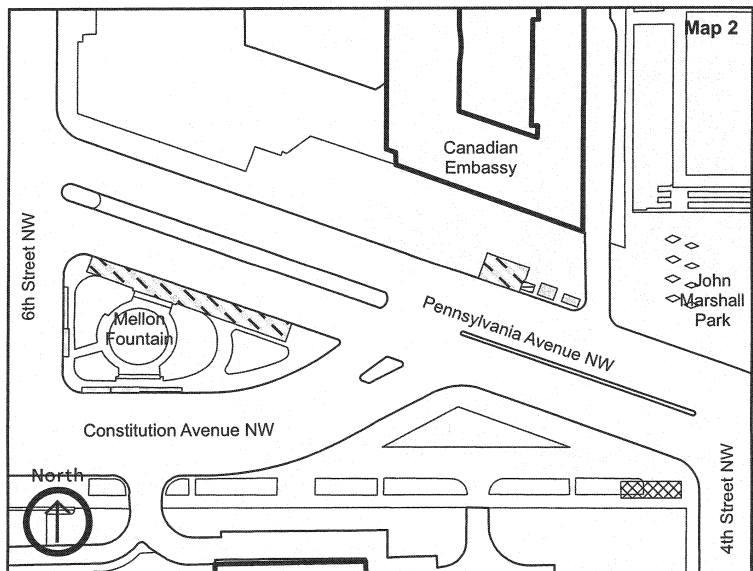 Map 2
Canadian
Embassy
6th Street NW
John
Marshall
Park
Mellon
Fountain
Pennsylvania Avenue NW
Constitution Avenue NW
North
4th Street NW